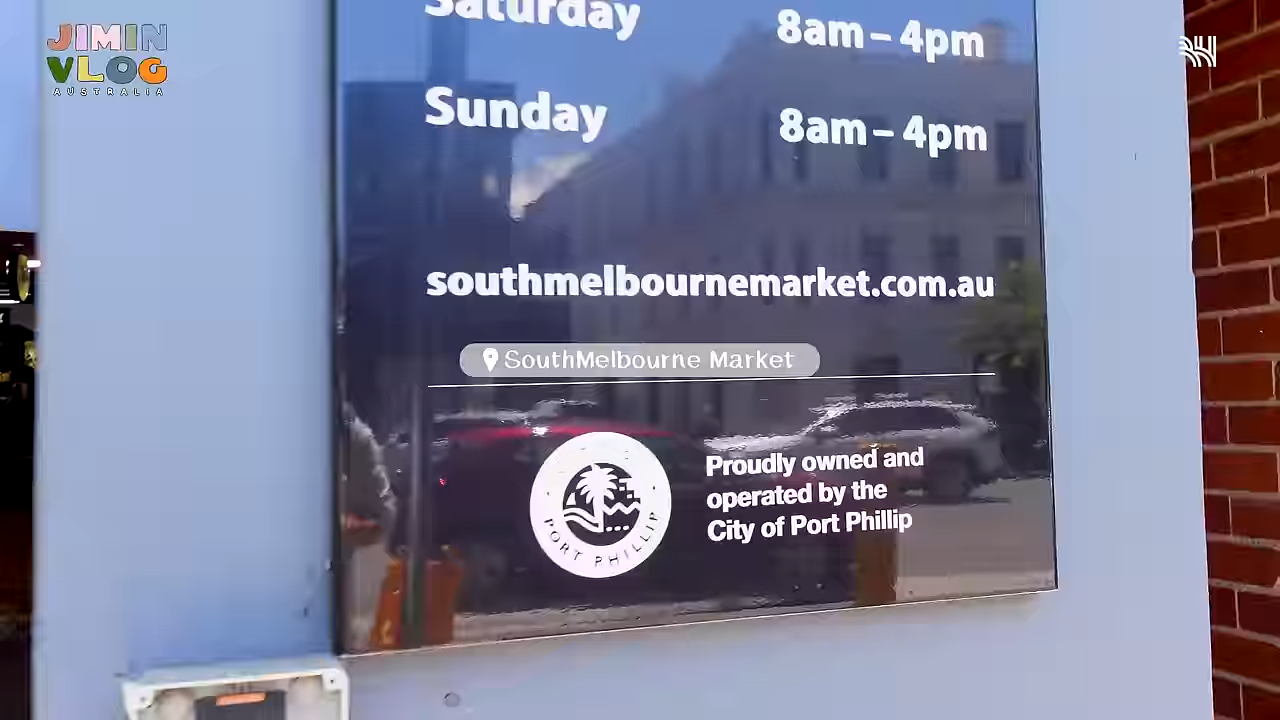 JIMIN
VLOG
AUSTRALIA
Saturday 8am – 4pm
Sunday 8am – 4pm
southmelbournemarket.com.au
SouthMelbourne Market
Proudly owned and
operated by the
City of Port Phillip
PORT PHILLIP